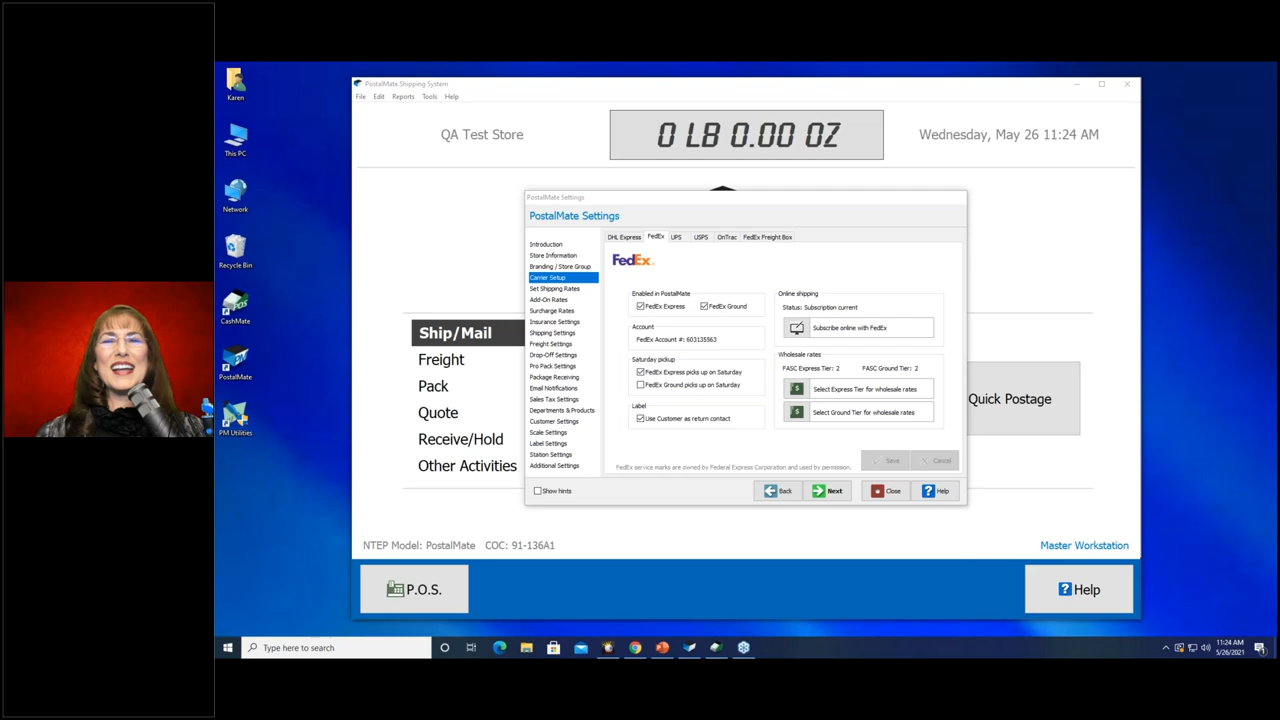 Karen
This PC
Network
Recycle Bin
CashMate
PostalMate
PM Utilities
PostalMate Shipping System
File Edit Reports Tools Help
QA Test Store
0 LB 0.00 OZ
Wednesday, May 26 11:24 AM
Ship/Mail
Freight
Pack
Quote
Receive/Hold
Other Activities
Quick Postage
PostalMate Settings
PostalMate Settings
Introduction
Store Information
Branding / Store Group
Carrier Setup
Set Shipping Rates
Add-On Rates
Surcharge Rates
Insurance Settings
Shipping Settings
Freight Settings
Drop-Off Settings
Pro Pack Settings
Package Receiving
Email Notifications
Sales Tax Settings
Departments & Products
Customer Settings
Scale Settings
Label Settings
Station Settings
Additional Settings
DHL Express FedEx UPS USPS OnTrac FedEx Freight Box
FedEx.
Enabled in PostalMate
FedEx Express FedEx Ground
Account
FedEx Account #: 603135563
Saturday pickup
FedEx Express picks up on Saturday
FedEx Ground picks up on Saturday
Label
Use Customer as return contact
Online shipping
Status: Subscription current
Subscribe online with FedEx
Wholesale rates
FASC Express Tier: 2 FASC Ground Tier: 2
Select Express Tier for wholesale rates
Select Ground Tier for wholesale rates
Save Cancel
FedEx service marks are owned by Federal Express Corporation and used by permission.
Show hints
Back Next Close Help
NTEP Model: PostalMate COC: 91-136A1
Master Workstation
P.O.S.
Help
Type here to search
11:24 AM
5/26/2021